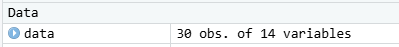 Data
data 30 obs. of 14 variables